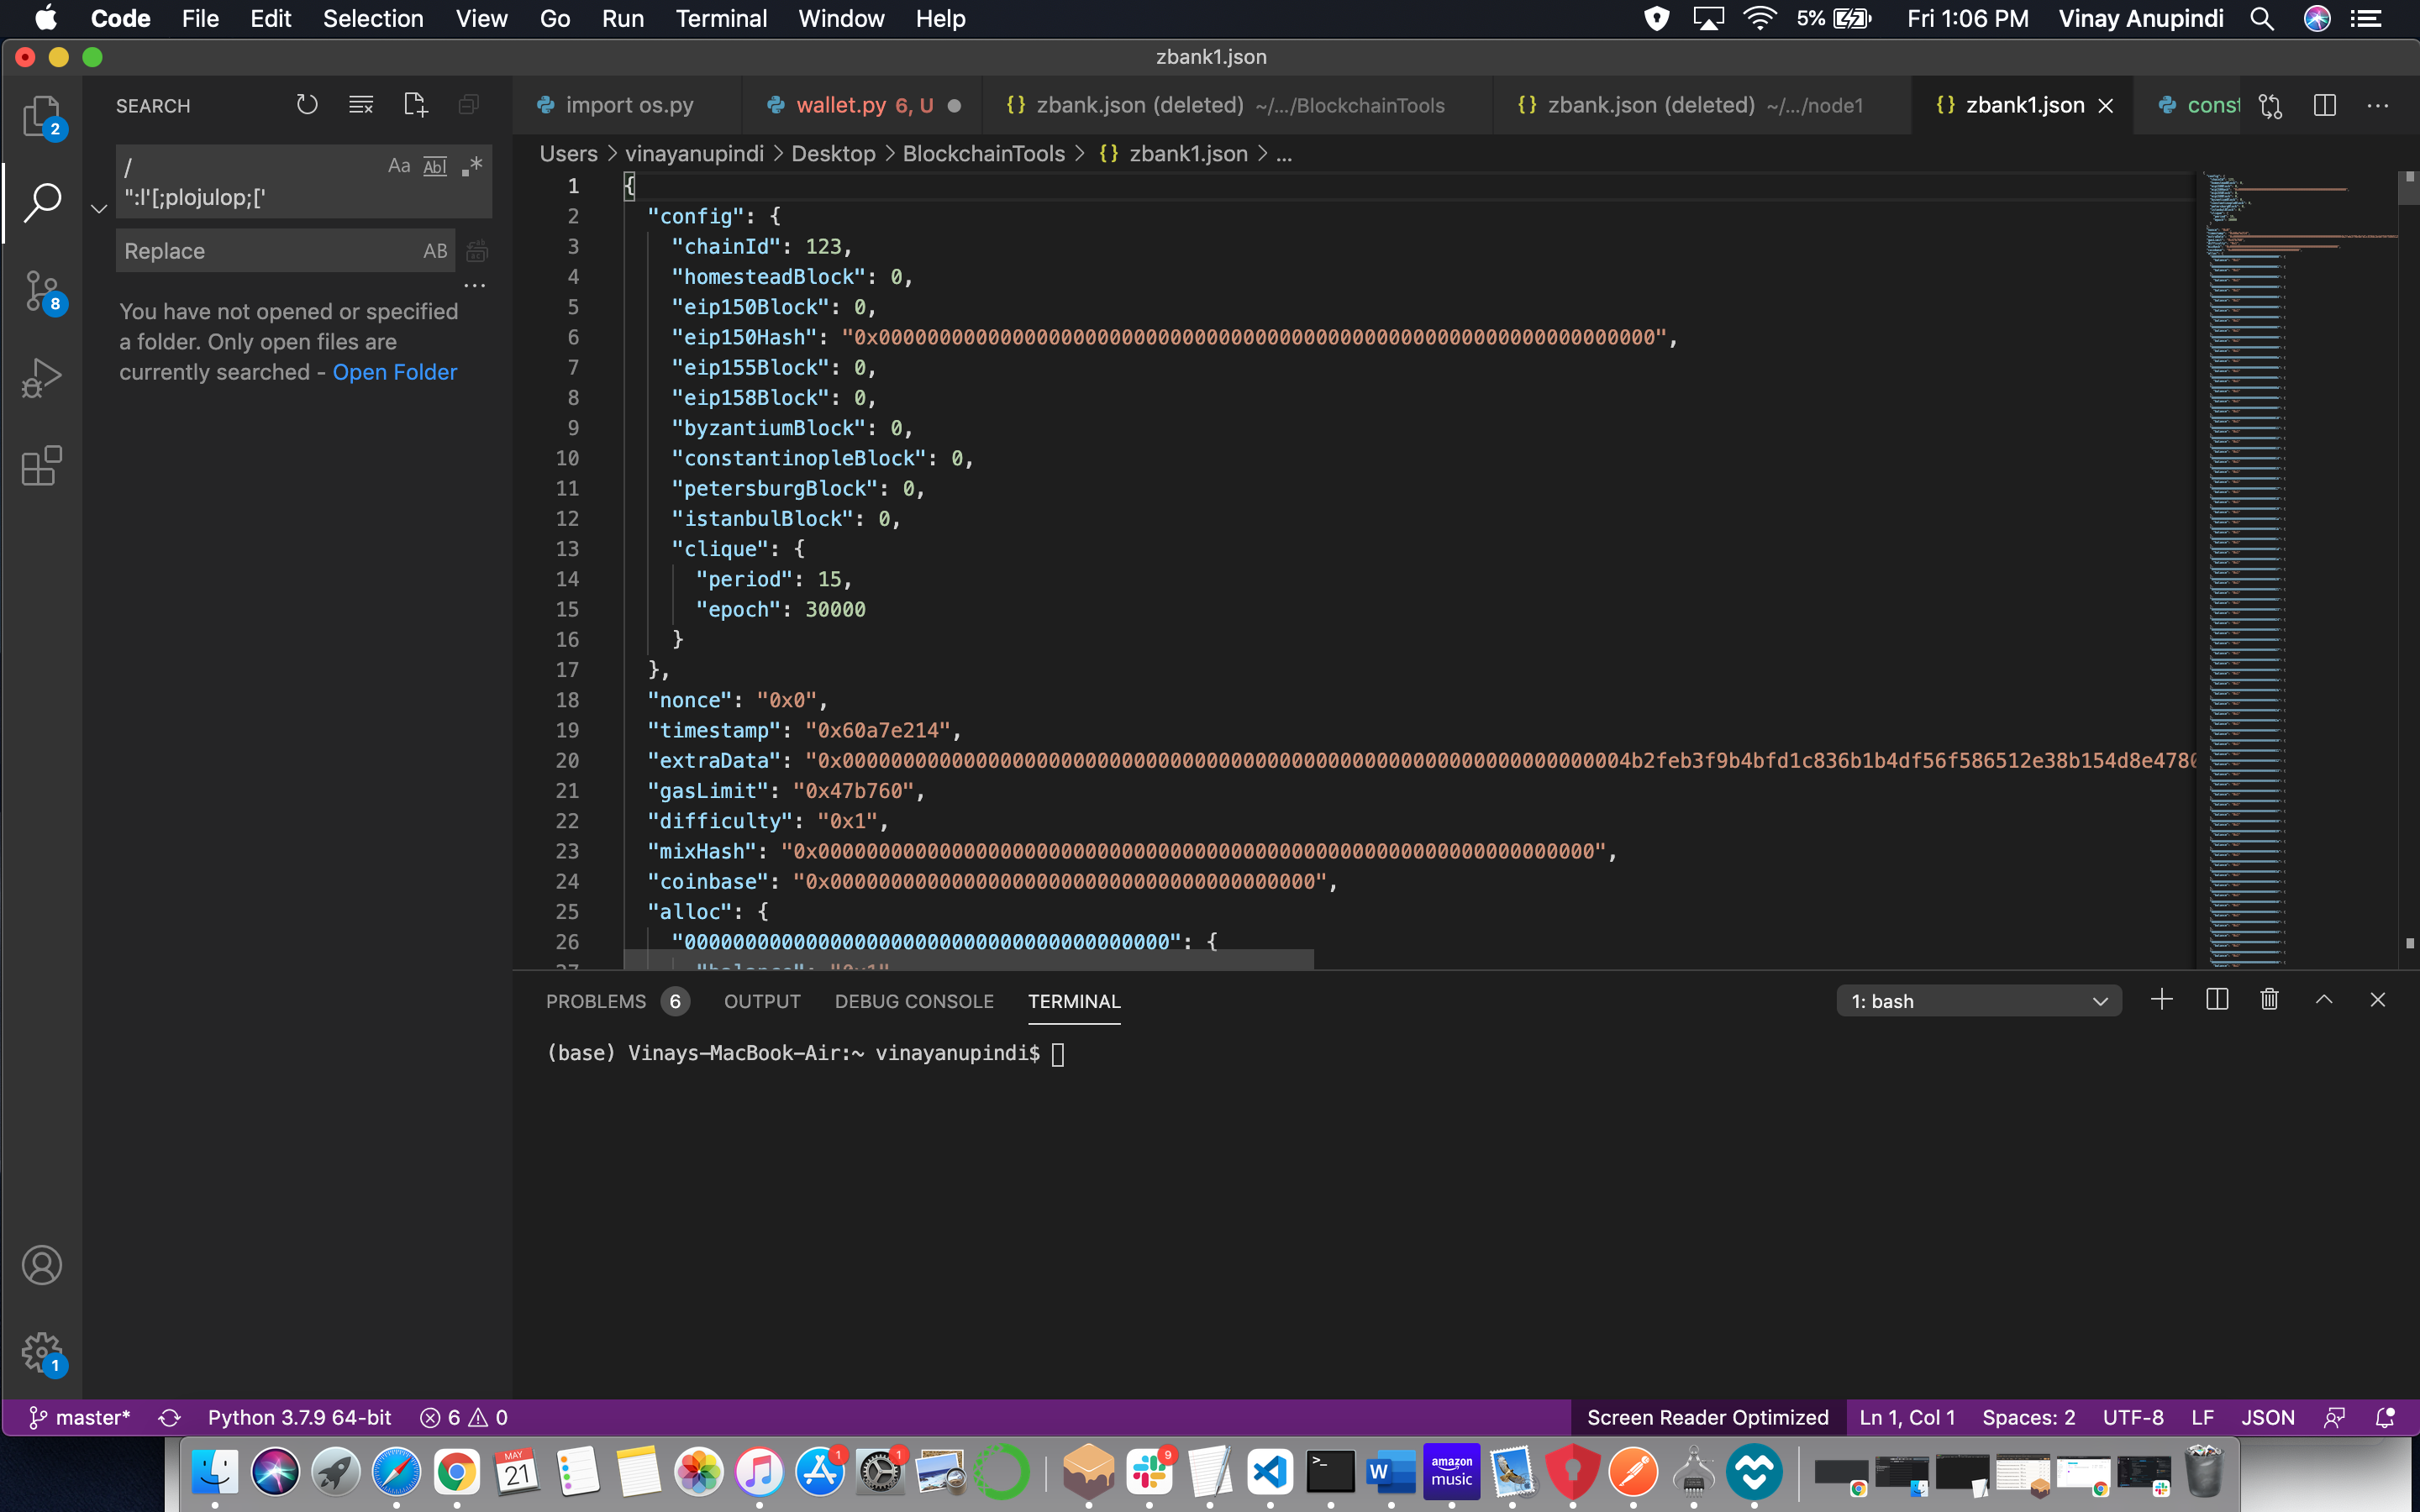 Code File Edit Selection View Go Run Terminal Window Help 5% Fri 1:06 PM Vinay Anupindi
zbank1.json
SEARCH
/
":l'[;plojulop;['
Aa Abl
Replace AB
You have not opened or specified
a folder. Only open files are
currently searched - Open Folder
2
8
1
import os.py wallet.py 6, U zbank.json (deleted) ~/.../BlockchainTools zbank.json (deleted) ~/.../node1 zbank1.json const
Users > vinayanupindi > Desktop > BlockchainTools > {} zbank1.json > ...
1 {
2 "config": {
3 "chainId": 123,
4 "homesteadBlock": 0,
5 "eip150Block": 0,
6 "eip150Hash": "0x0000000000000000000000000000000000000000000000000000000000000000",
7 "eip155Block": 0,
8 "eip158Block": 0,
9 "byzantiumBlock": 0,
10 "constantinopleBlock": 0,
11 "petersburgBlock": 0,
12 "istanbulBlock": 0,
13 "clique": {
14 "period": 15,
15 "epoch": 30000
16 }
17 },
18 "nonce": "0x0",
19 "timestamp": "0x60a7e214",
20 "extraData": "0x00000000000000000000000000000000000000000000000000000000000000004b2feb3f9b4bfd1c836b1b4df56f586512e38b154d8e4780
21 "gasLimit": "0x47b760",
22 "difficulty": "0x1",
23 "mixHash": "0x0000000000000000000000000000000000000000000000000000000000000000",
24 "coinbase": "0x0000000000000000000000000000000000000000",
25 "alloc": {
26 "0000000000000000000000000000000000000000": {
27 "balance": "0x1"
PROBLEMS 6 OUTPUT DEBUG CONSOLE TERMINAL 1: bash
(base) Vinays-MacBook-Air:~ vinayanupindi$
master* Python 3.7.9 64-bit 6 0 Screen Reader Optimized Ln 1, Col 1 Spaces: 2 UTF-8 LF JSON
MAY
21
1
1
9
>_
W
amazon
music